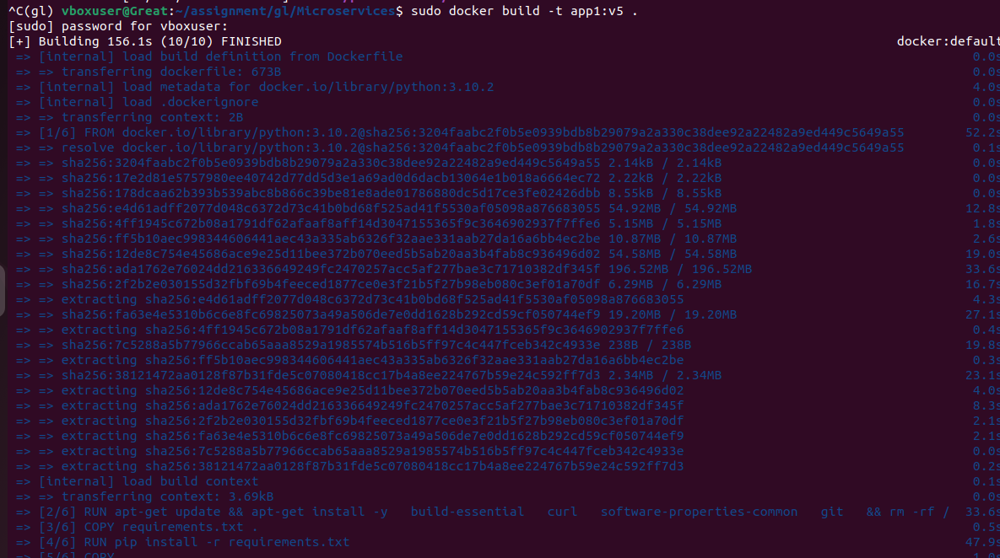 ^C(gl) vboxuser@Great:~/assignment/gl/Microservices$ sudo docker build -t app1:v5 .
[sudo] password for vboxuser:
[+] Building 156.1s (10/10) FINISHED docker:default
=> [internal] load build definition from Dockerfile 0.0s
=> => transferring dockerfile: 673B 0.0s
=> [internal] load metadata for docker.io/library/python:3.10.2 4.0s
=> [internal] load .dockerignore 0.0s
=> => transferring context: 2B 0.0s
=> [1/6] FROM docker.io/library/python:3.10.2@sha256:3204faabc2f0b5e0939bdb8b29079a2a330c38dee92a22482a9ed449c5649a55 52.2s
=> => resolve docker.io/library/python:3.10.2@sha256:3204faabc2f0b5e0939bdb8b29079a2a330c38dee92a22482a9ed449c5649a55 0.1s
=> => sha256:3204faabc2f0b5e0939bdb8b29079a2a330c38dee92a22482a9ed449c5649a55 2.14kB / 2.14kB 0.0s
=> => sha256:17e2d81e5757980ee40742d77dd5d3e1a69ad0d6dacb13064e1b018a6664ec72 2.22kB / 2.22kB 0.0s
=> => sha256:178dcaa62b393b539abc8b866c39be81e8ade01786880dc5d17ce3fe02426dbb 8.55kB / 8.55kB 0.0s
=> => sha256:e4d61adff2077d048c6372d73c41b0bd68f525ad41f5530af05098a876683055 54.92MB / 54.92MB 12.8s
=> => sha256:4ff1945c672b08a1791df62afaaf8aff14d3047155365f9c3646902937f7ffe6 5.15MB / 5.15MB 1.8s
=> => sha256:ff5b10aec998344606441aec43a335ab6326f32aae331aab27da16a6bb4ec2be 10.87MB / 10.87MB 2.6s
=> => sha256:12de8c754e45686ace9e25d11bee372b070eed5b5ab20aa3b4fab8c936496d02 54.58MB / 54.58MB 19.0s
=> => sha256:ada1762e76024dd216336649249fc2470257acc5af277bae3c71710382df345f 196.52MB / 196.52MB 33.6s
=> => sha256:2f2b2e030155d32fbf69b4feeced1877ce0e3f21b5f27b98eb080c3ef01a70df 6.29MB / 6.29MB 16.7s
=> => extracting sha256:e4d61adff2077d048c6372d73c41b0bd68f525ad41f5530af05098a876683055 4.3s
=> => sha256:fa63e4e5310b6c6e8fc69825073a49a506de7e0dd1628b292cd59cf050744ef9 19.20MB / 19.20MB 27.1s
=> => extracting sha256:4ff1945c672b08a1791df62afaaf8aff14d3047155365f9c3646902937f7ffe6 0.4s
=> => sha256:7c5288a5b77966ccab65aaa8529a1985574b516b5ff97c4c447fceb342c4933e 238B / 238B 19.8s
=> => extracting sha256:ff5b10aec998344606441aec43a335ab6326f32aae331aab27da16a6bb4ec2be 0.3s
=> => sha256:38121472aa0128f87b31fde5c07080418cc17b4a8ee224767b59e24c592ff7d3 2.34MB / 2.34MB 23.1s
=> => extracting sha256:12de8c754e45686ace9e25d11bee372b070eed5b5ab20aa3b4fab8c936496d02 4.0s
=> => extracting sha256:ada1762e76024dd216336649249fc2470257acc5af277bae3c71710382df345f 8.3s
=> => extracting sha256:2f2b2e030155d32fbf69b4feeced1877ce0e3f21b5f27b98eb080c3ef01a70df 2.1s
=> => extracting sha256:fa63e4e5310b6c6e8fc69825073a49a506de7e0dd1628b292cd59cf050744ef9 2.1s
=> => extracting sha256:7c5288a5b77966ccab65aaa8529a1985574b516b5ff97c4c447fceb342c4933e 0.0s
=> => extracting sha256:38121472aa0128f87b31fde5c07080418cc17b4a8ee224767b59e24c592ff7d3 0.2s
=> [internal] load build context 0.1s
=> => transferring context: 3.69kB 0.0s
=> [2/6] RUN apt-get update && apt-get install -y build-essential curl software-properties-common git && rm -rf / 33.6s
=> [3/6] COPY requirements.txt . 0.5s
=> [4/6] RUN pip install -r requirements.txt 47.9s
=> [5/6] COPY 1.0s